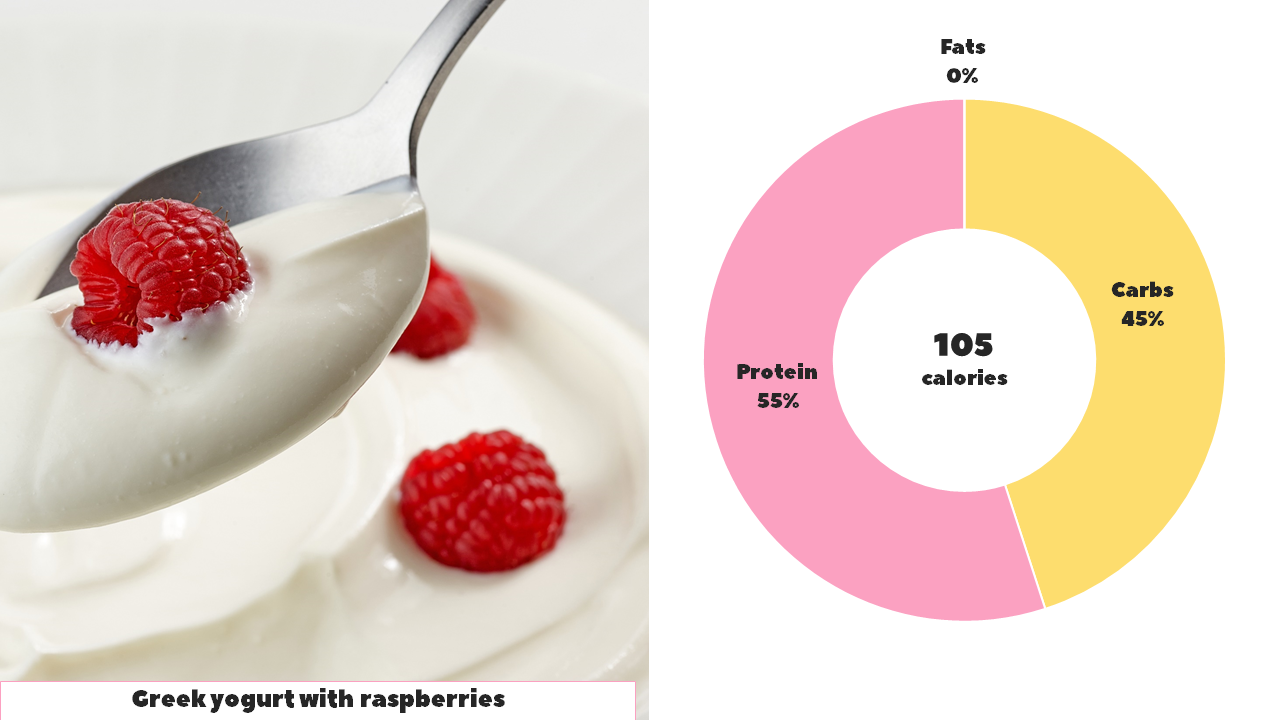 Fats
0%
Carbs
45%
105
calories
Protein
55%
Greek yogurt with raspberries